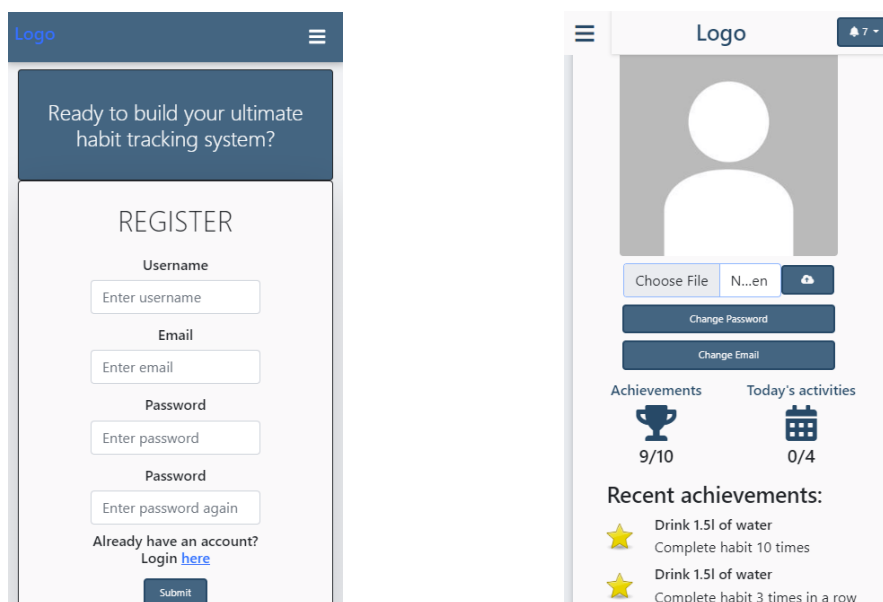 Logo
Ready to build your ultimate
habit tracking system?
REGISTER
Username
Enter username
Email
Enter email
Password
Enter password
Password
Enter password again
Already have an account?
Login here
Submit
Logo
7
Choose File N...en
Change Password
Change Email
Achievements Today's activities
9/10 0/4
Recent achievements:
Drink 1.5l of water
Complete habit 10 times
Drink 1.5l of water
Complete habit 3 times in a row